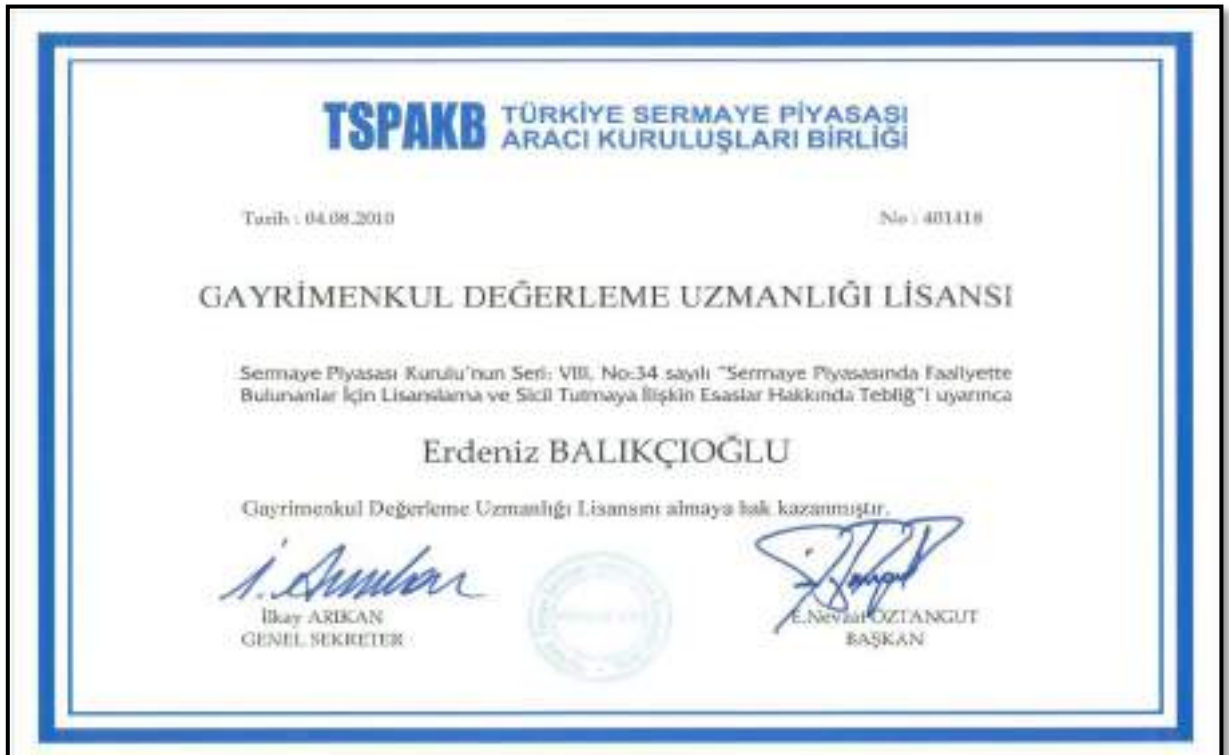 TSPAKB TÜRKİYE SERMAYE PİYASASI
ARACI KURULUŞLARI BİRLİĞİ
Tarih : 04.08.2010 No : 401418
GAYRİMENKUL DEĞERLEME UZMANLIĞI LİSANSI
Sermaye Piyasası Kurulu'nun Seri: VIII, No:34 sayılı "Sermaye Piyasasında Faaliyette
Bulunanlar İçin Lisanslama ve Sicil Tutmaya İlişkin Esaslar Hakkında Tebliğ"i uyarınca
Erdeniz BALIKÇIOĞLU
Gayrimenkul Değerleme Uzmanlığı Lisansını almaya hak kazanmıştır.
İlkay ARIKAN E.Nevzat ÖZTANGUT
GENEL SEKRETER BAŞKAN